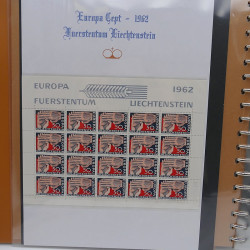 Europa Cept - 1962
Fuerstentum Liechtenstein
EUROPA 1962
FUERSTENTUM LIECHTENSTEIN